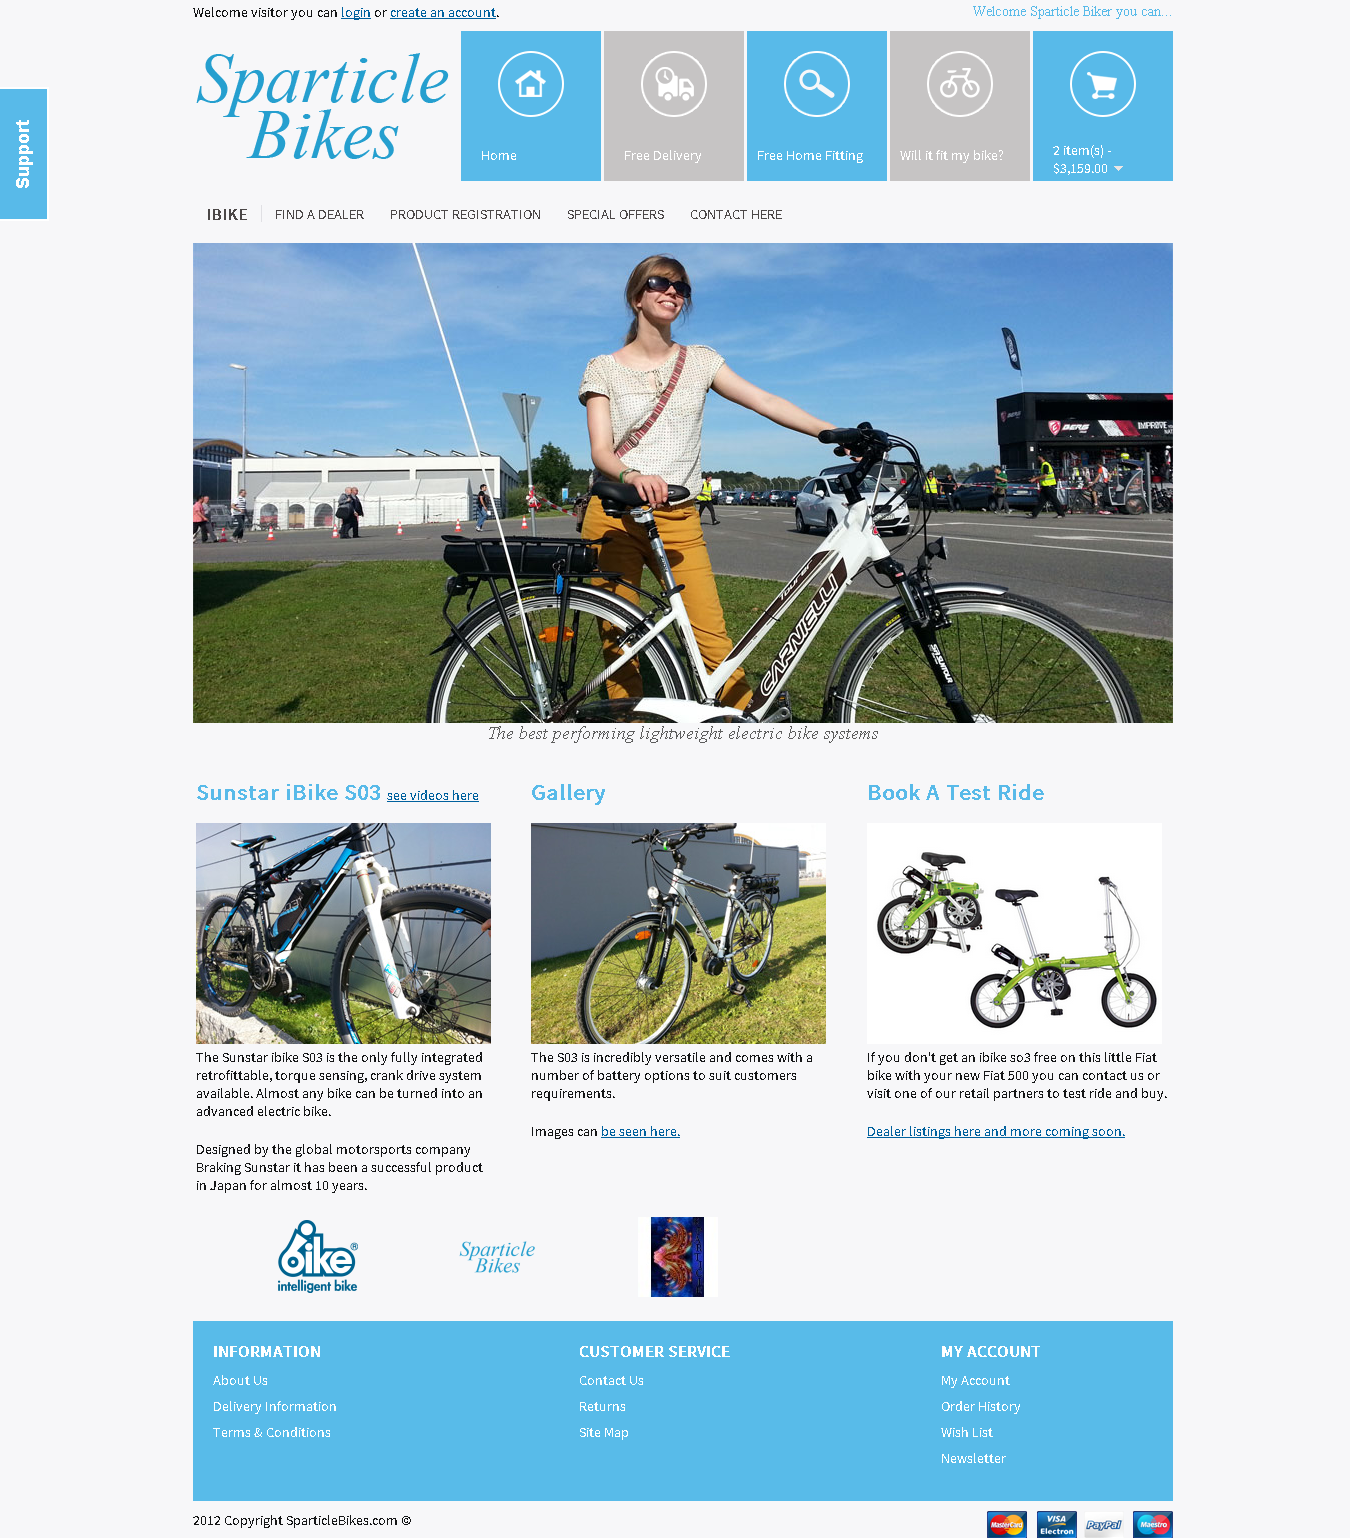 Welcome visitor you can login or create an account.
Welcome Sparticle Biker you can...
Sparticle
Bikes
Home
Free Delivery
Free Home Fitting
Will it fit my bike?
2 item(s) -
$3,159.00
Support
IBIKE
FIND A DEALER
PRODUCT REGISTRATION
SPECIAL OFFERS
CONTACT HERE
BERG
IMPROVE
Tourer
CARNIELLI
SR SUNTOUR
The best performing lightweight electric bike systems
Sunstar iBike S03 see videos here
The Sunstar ibike S03 is the only fully integrated
retrofittable, torque sensing, crank drive system
available. Almost any bike can be turned into an
advanced electric bike.
Designed by the global motorsports company
Braking Sunstar it has been a successful product
in Japan for almost 10 years.
Gallery
The S03 is incredibly versatile and comes with a
number of battery options to suit customers
requirements.
Images can be seen here.
Book A Test Ride
If you don't get an ibike so3 free on this little Fiat
bike with your new Fiat 500 you can contact us or
visit one of our retail partners to test ride and buy.
Dealer listings here and more coming soon.
ibike®
intelligent bike
Sparticle
Bikes
INFORMATION
About Us
Delivery Information
Terms & Conditions
CUSTOMER SERVICE
Contact Us
Returns
Site Map
MY ACCOUNT
My Account
Order History
Wish List
Newsletter
2012 Copyright SparticleBikes.com ©
MasterCard
VISA
Electron
PayPal
Maestro